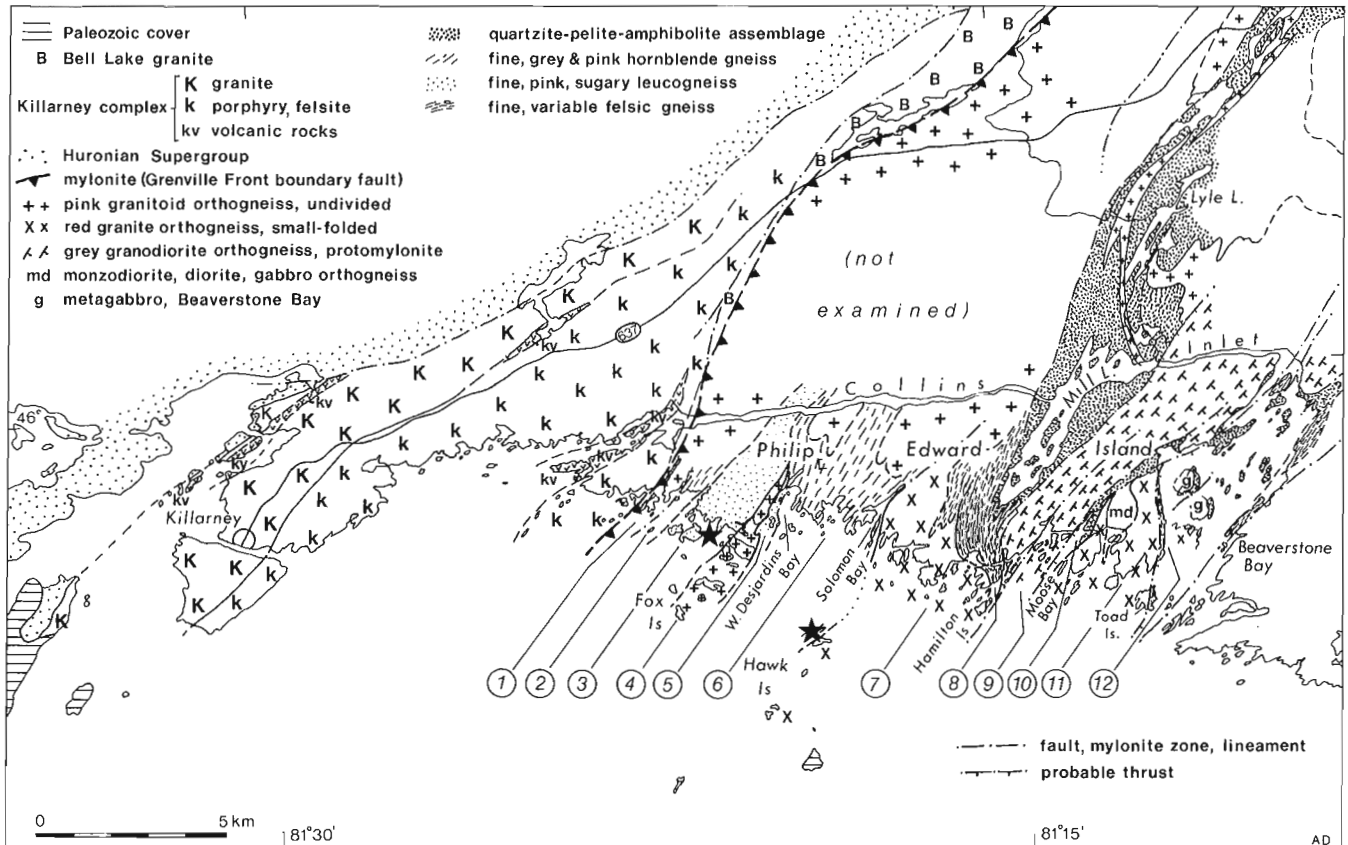 Paleozoic cover
B Bell Lake granite
Killarney complex
K granite
k porphyry, felsite
kv volcanic rocks
Huronian Supergroup
mylonite (Grenville Front boundary fault)
pink granitoid orthogneiss, undivided
red granite orthogneiss, small-folded
grey granodiorite orthogneiss, protomylonite
md monzodiorite, diorite, gabbro orthogneiss
g metagabbro, Beaverstone Bay
quartzite-pelite-amphibolite assemblage
fine, grey & pink hornblende gneiss
fine, pink, sugary leucogneiss
fine, variable felsic gneiss
Lyle L.
(not
examined)
637
46°
Collins
Inlet
Mill L.
Philip
Edward
Island
Killarney
Fox
Is
W. Desjardins
Bay
Solomon
Bay
Hawk
Is
Hamilton
Is
Moose
Bay
Toad
Is.
Beaverstone
Bay
md
g
g
8
1 2 3 4 5 6 7 8 9 10 11 12
fault, mylonite zone, lineament
probable thrust
0 5 km
81°30'
81°15'
AD